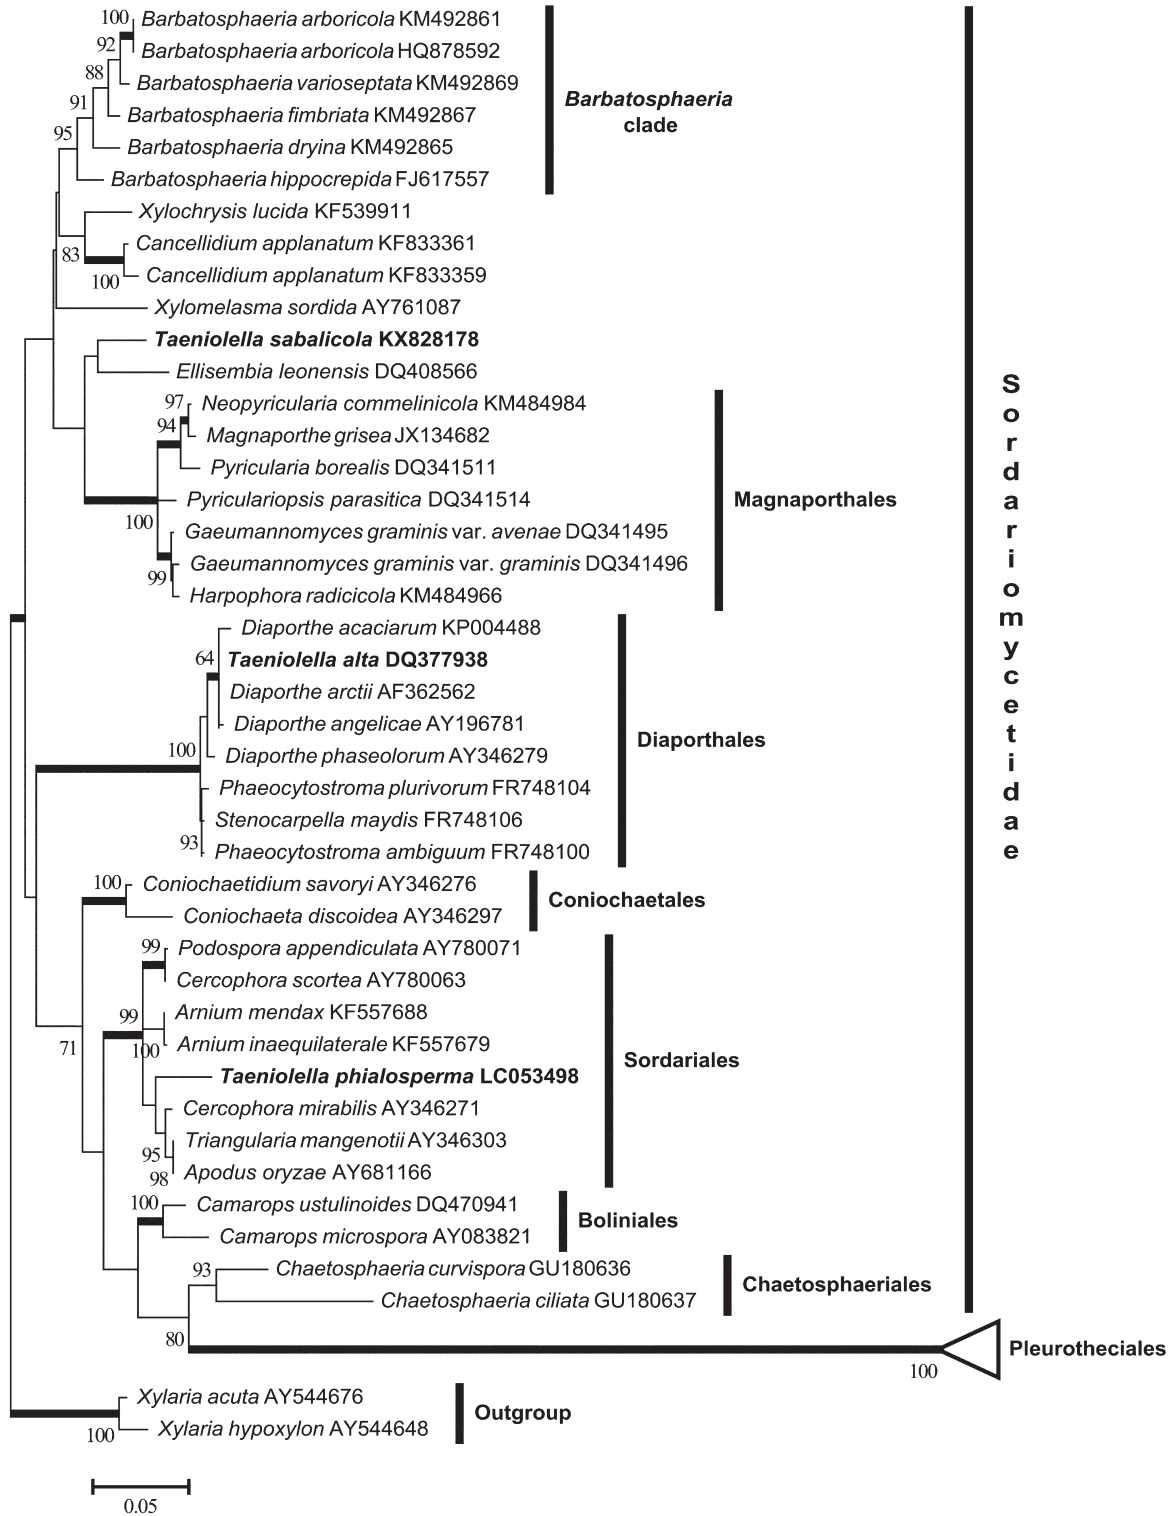 100
Barbatosphaeria arboricola KM492861
92
Barbatosphaeria arboricola HQ878592
88
Barbatosphaeria varioseptata KM492869
Barbatosphaeria
clade
91
Barbatosphaeria fimbriata KM492867
95
Barbatosphaeria dryina KM492865
Barbatosphaeria hippocrepida FJ617557
Xylochrysis lucida KF539911
83
Cancellidium applanatum KF833361
100
Cancellidium applanatum KF833359
Xylomelasma sordida AY761087
Taeniolella sabalicola KX828178
Ellisembia leonensis DQ408566
97
Neopyricularia commelinicola KM484984
94
Magnaporthe grisea JX134682
Pyricularia borealis DQ341511
Pyriculariopsis parasitica DQ341514
Magnaporthales
100
Gaeumannomyces graminis var. avenae DQ341495
99
Gaeumannomyces graminis var. graminis DQ341496
Harpophora radicicola KM484966
Diaporthe acaciarum KP004488
64
Taeniolella alta DQ377938
Diaporthe arctii AF362562
Diaporthe angelicae AY196781
Diaporthales
100
Diaporthe phaseolorum AY346279
Phaeocytostroma plurivorum FR748104
Stenocarpella maydis FR748106
93
Phaeocytostroma ambiguum FR748100
100
Coniochaetidium savoryi AY346276
Coniochaetales
Coniochaeta discoidea AY346297
99
Podospora appendiculata AY780071
Cercophora scortea AY780063
99
Arnium mendax KF557688
71
100
Arnium inaequilaterale KF557679
Sordariales
Taeniolella phialosperma LC053498
Cercophora mirabilis AY346271
95
Triangularia mangenotii AY346303
98
Apodus oryzae AY681166
100
Camarops ustulinoides DQ470941
Boliniales
Camarops microspora AY083821
93
Chaetosphaeria curvispora GU180636
Chaetosphaeriales
Chaetosphaeria ciliata GU180637
80
Pleurotheciales
100
Sordariomycetidae
Xylaria acuta AY544676
Outgroup
100
Xylaria hypoxylon AY544648
0.05